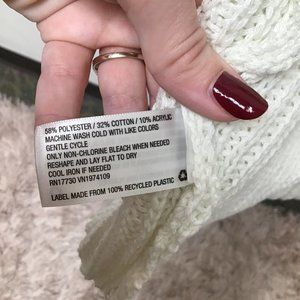 58% POLYESTER / 32% COTTON / 10% ACRYLIC
MACHINE WASH COLD WITH LIKE COLORS
GENTLE CYCLE
ONLY NON-CHLORINE BLEACH WHEN NEEDED
RESHAPE AND LAY FLAT TO DRY
COOL IRON IF NEEDED
RN17730 VN1974109
LABEL MADE FROM 100% RECYCLED PLASTIC